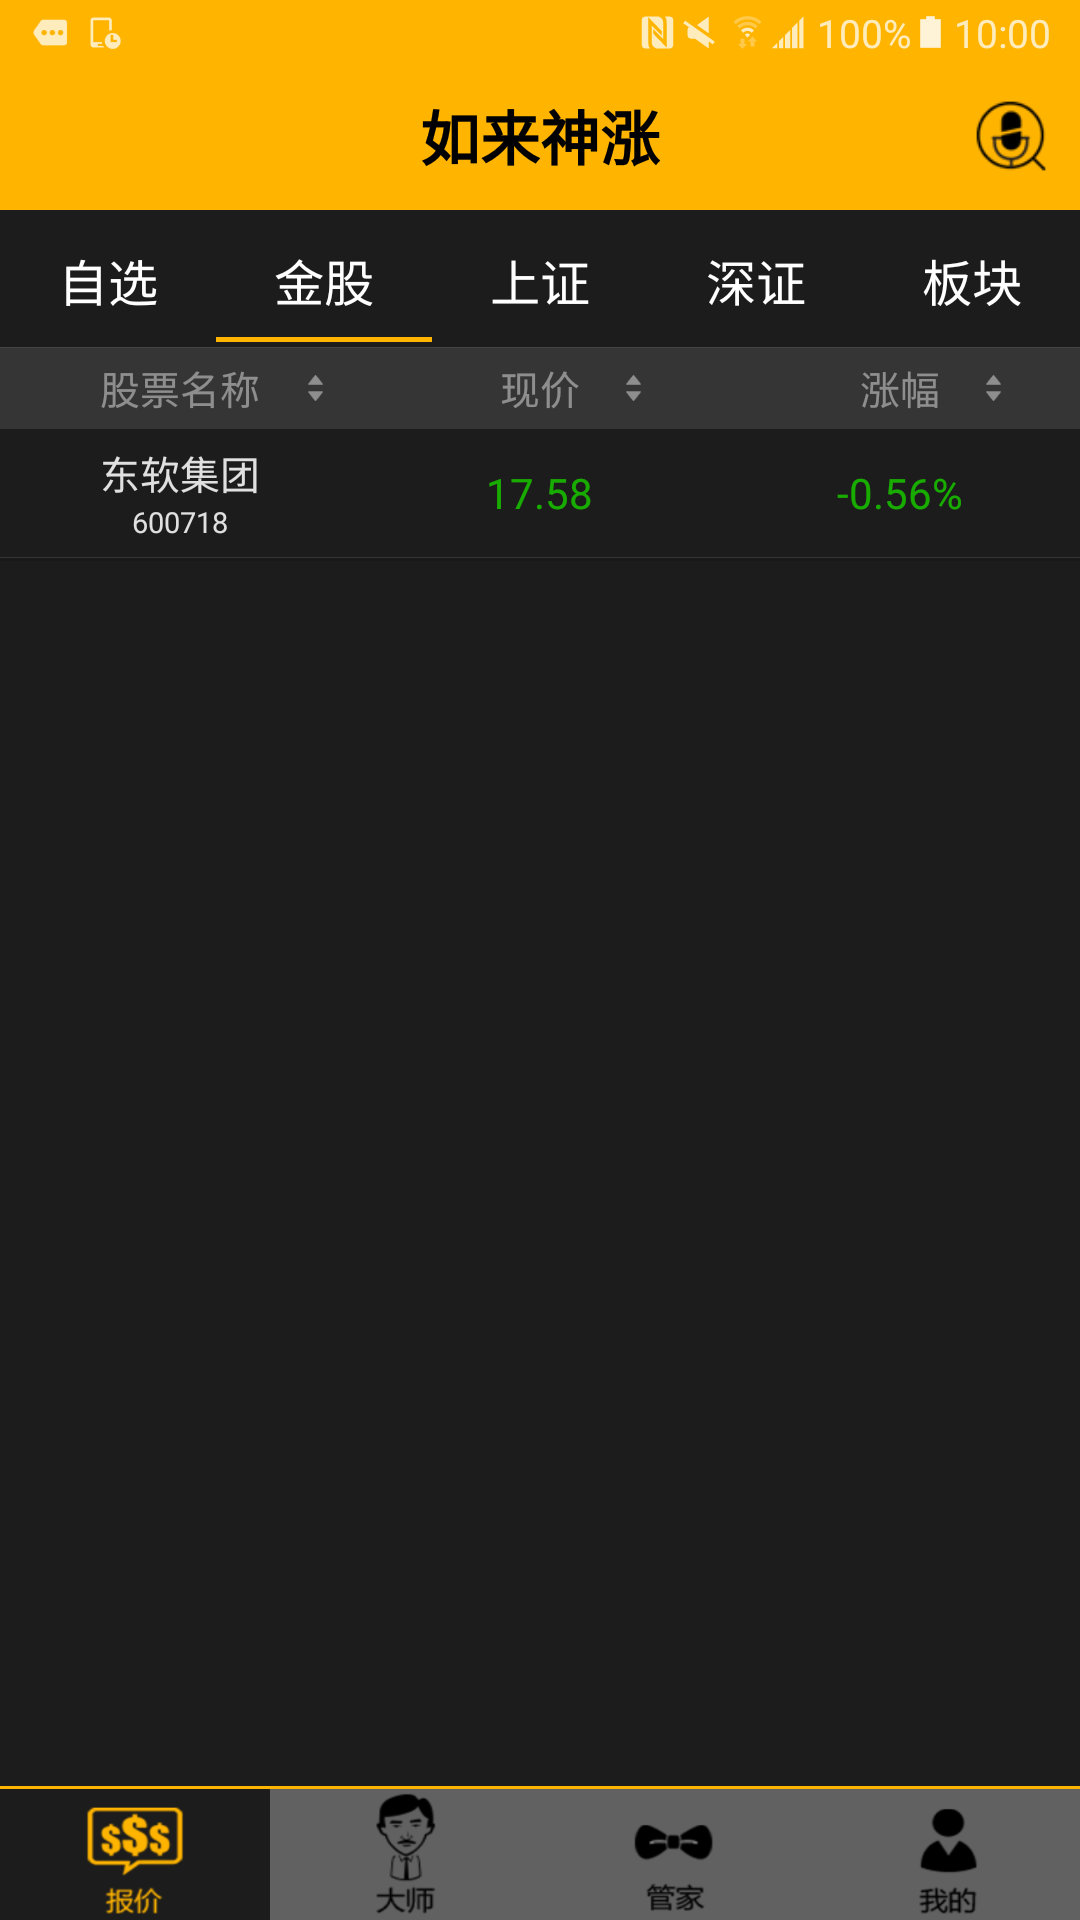 100% 10:00
如来神涨
自选 金股 上证 深证 板块
股票名称 现价 涨幅
东软集团 17.58 -0.56%
600718
$$$
报价 大师 管家 我的